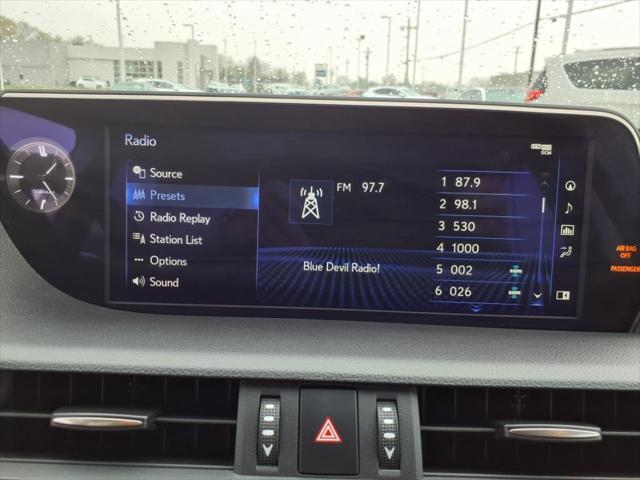 Radio
DCM
Source
Presets
Radio Replay
Station List
Options
Sound
FM 97.7
Blue Devil Radio!
1 87.9
2 98.1
3 530
4 1000
5 002
6 026
AIR BAG
OFF
PASSENGER